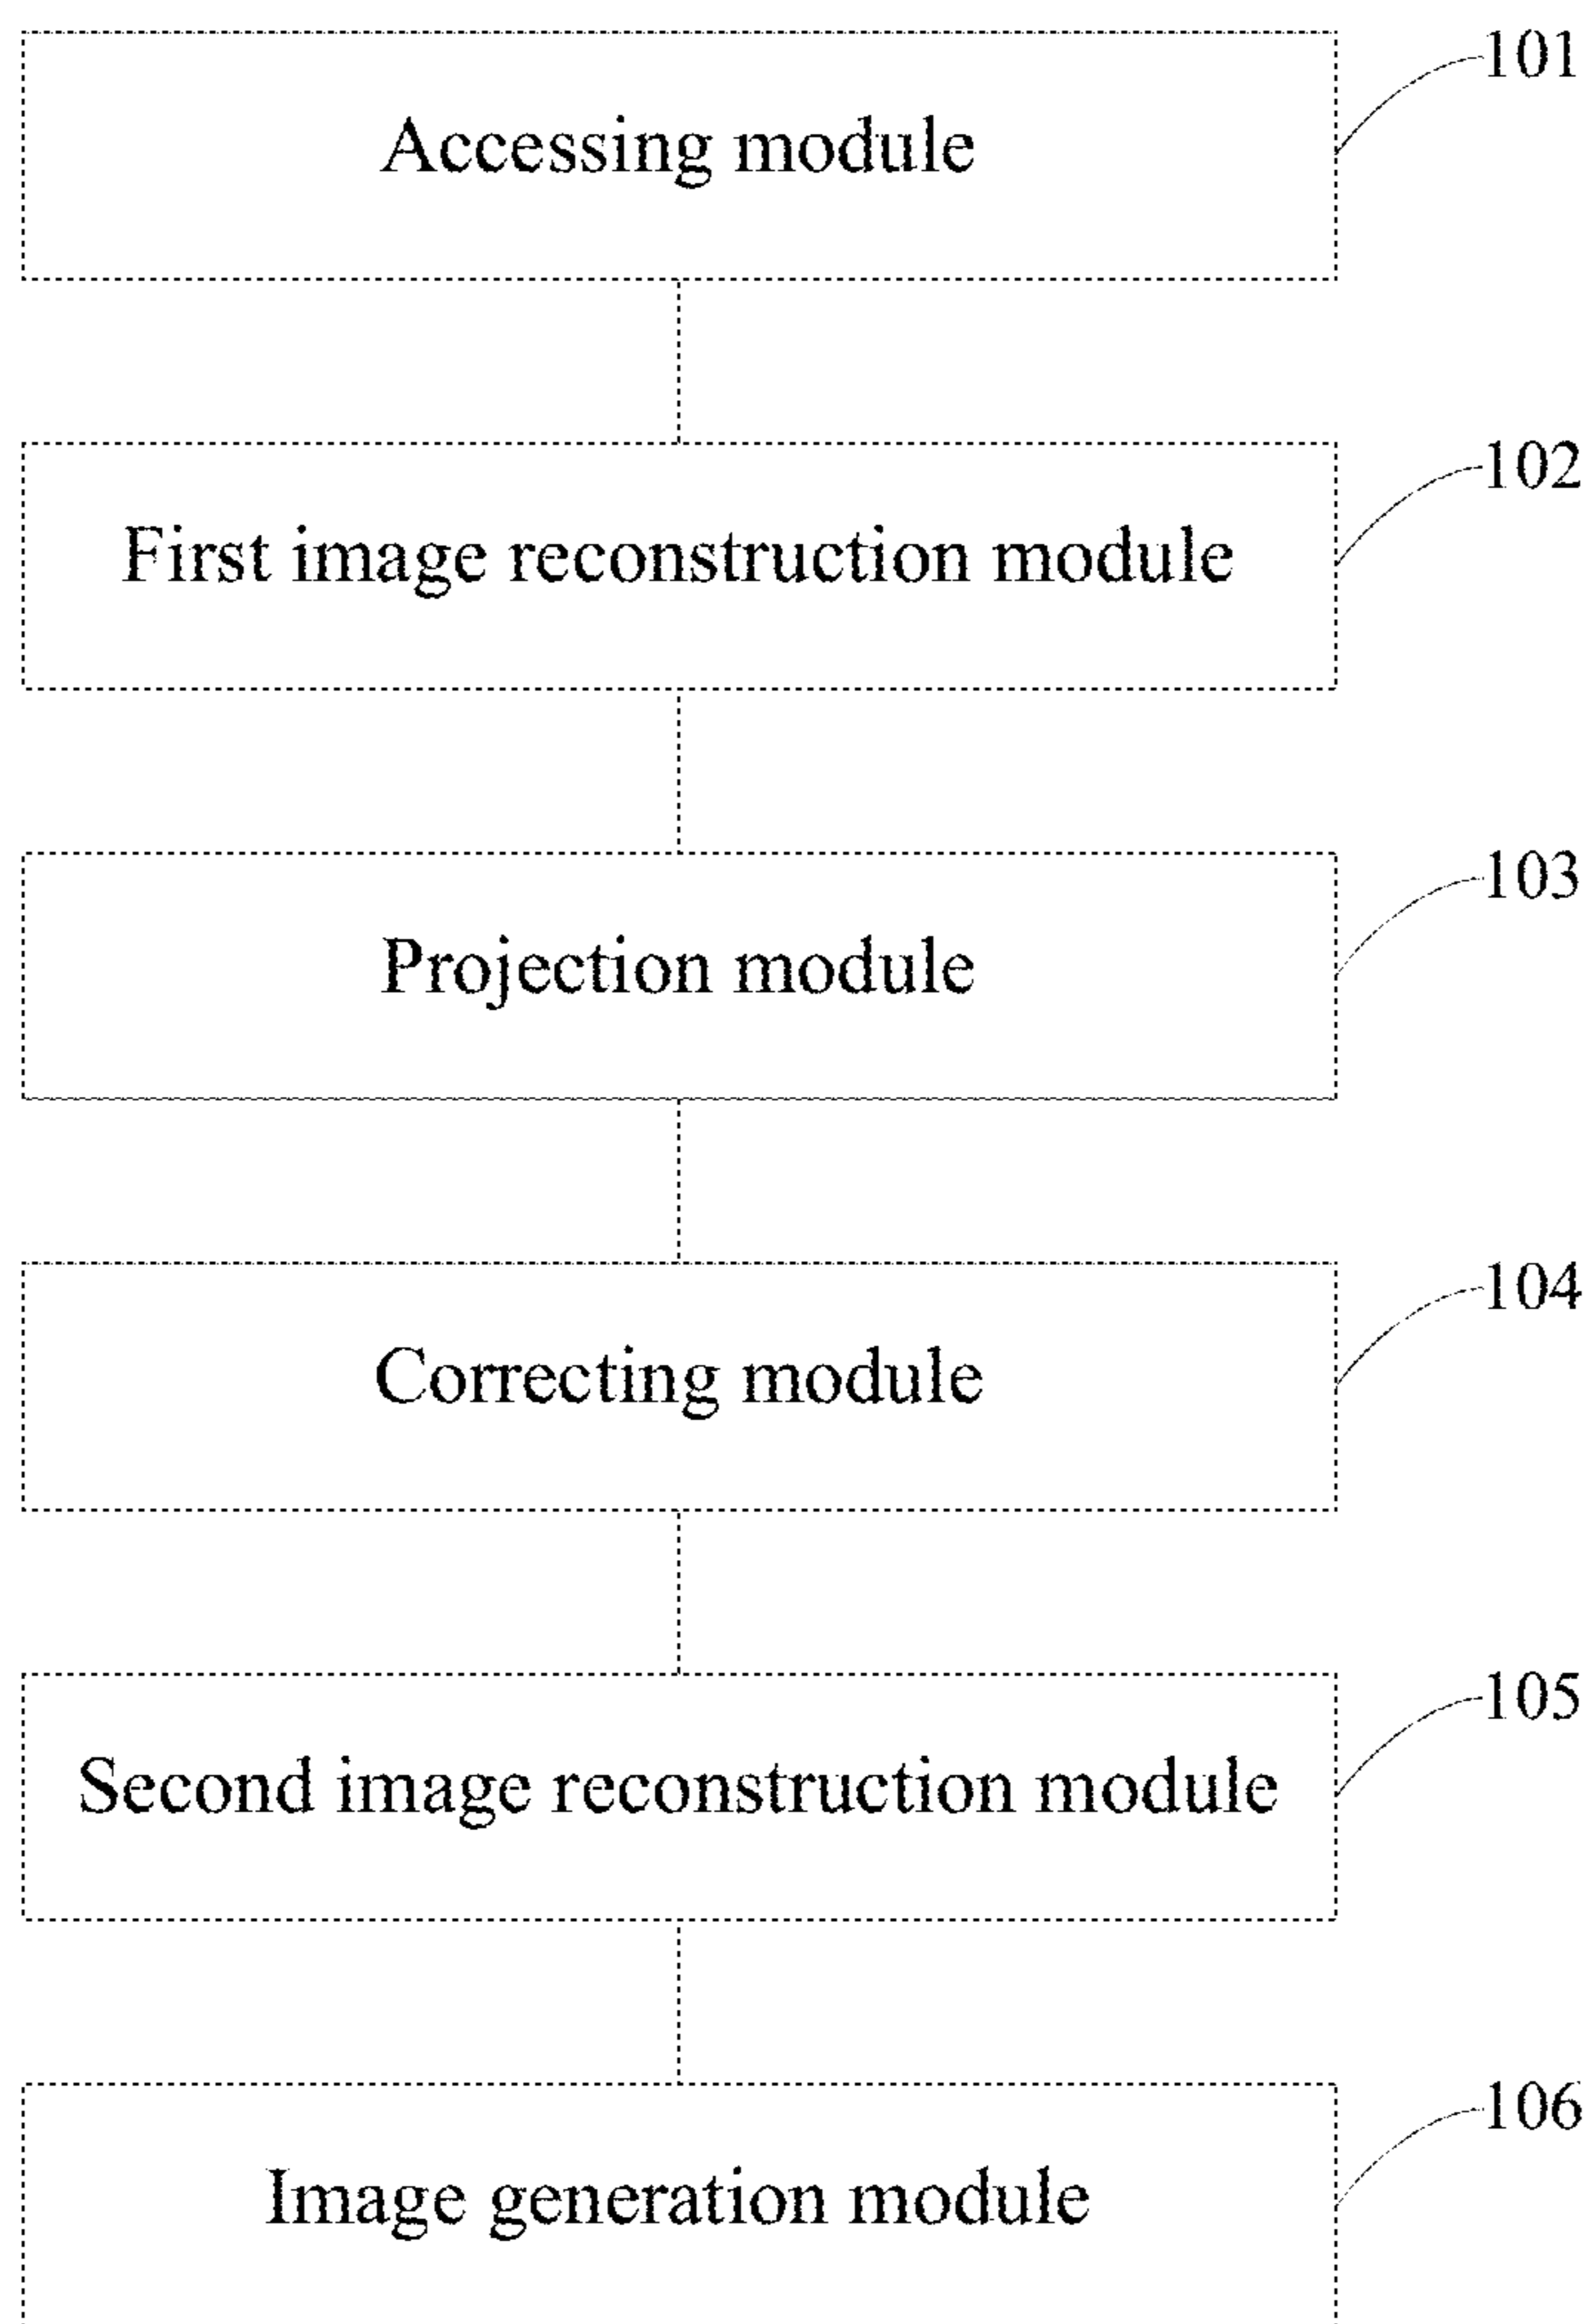 101
Accessing module
102
First image reconstruction module
103
Projection module
104
Correcting module
105
Second image reconstruction module
106
Image generation module